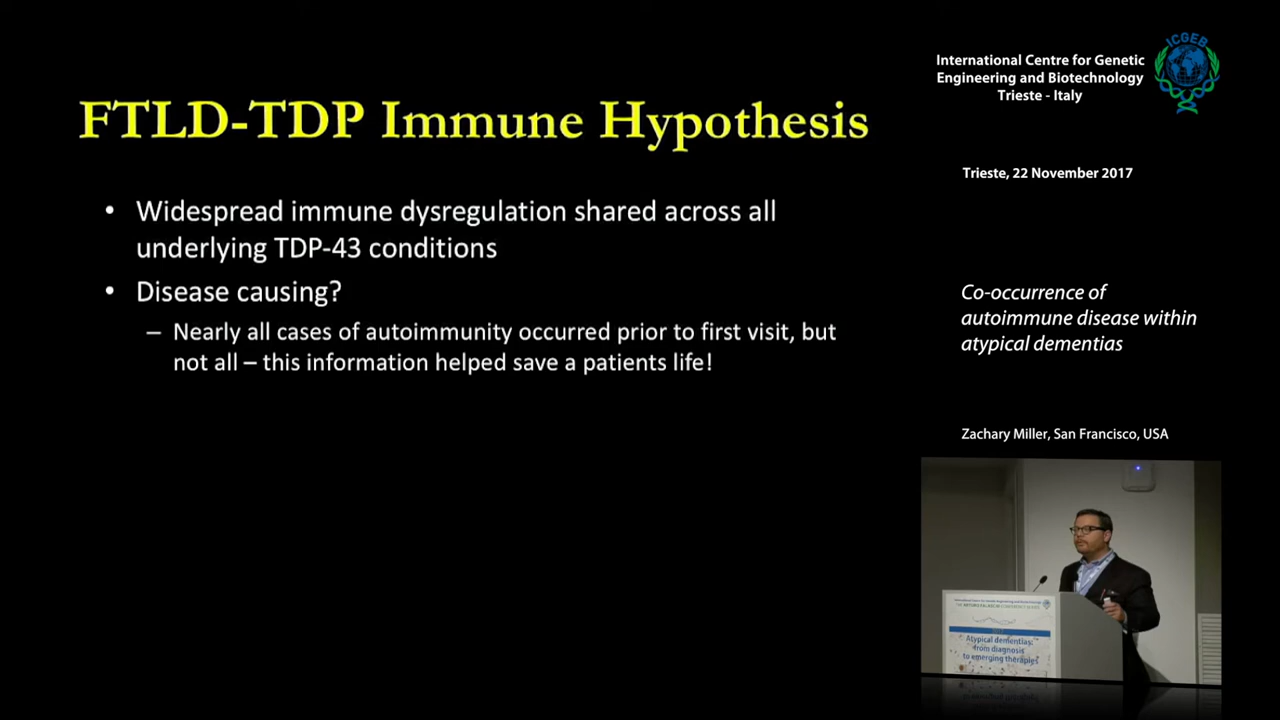 FTLD-TDP Immune Hypothesis
• Widespread immune dysregulation shared across all
underlying TDP-43 conditions
• Disease causing?
– Nearly all cases of autoimmunity occurred prior to first visit, but
not all – this information helped save a patients life!
International Centre for Genetic
Engineering and Biotechnology
Trieste - Italy
ICGEB
Trieste, 22 November 2017
Co-occurrence of
autoimmune disease within
atypical dementias
Zachary Miller, San Francisco, USA
Atypical dementias:
from diagnosis
to emerging therapies